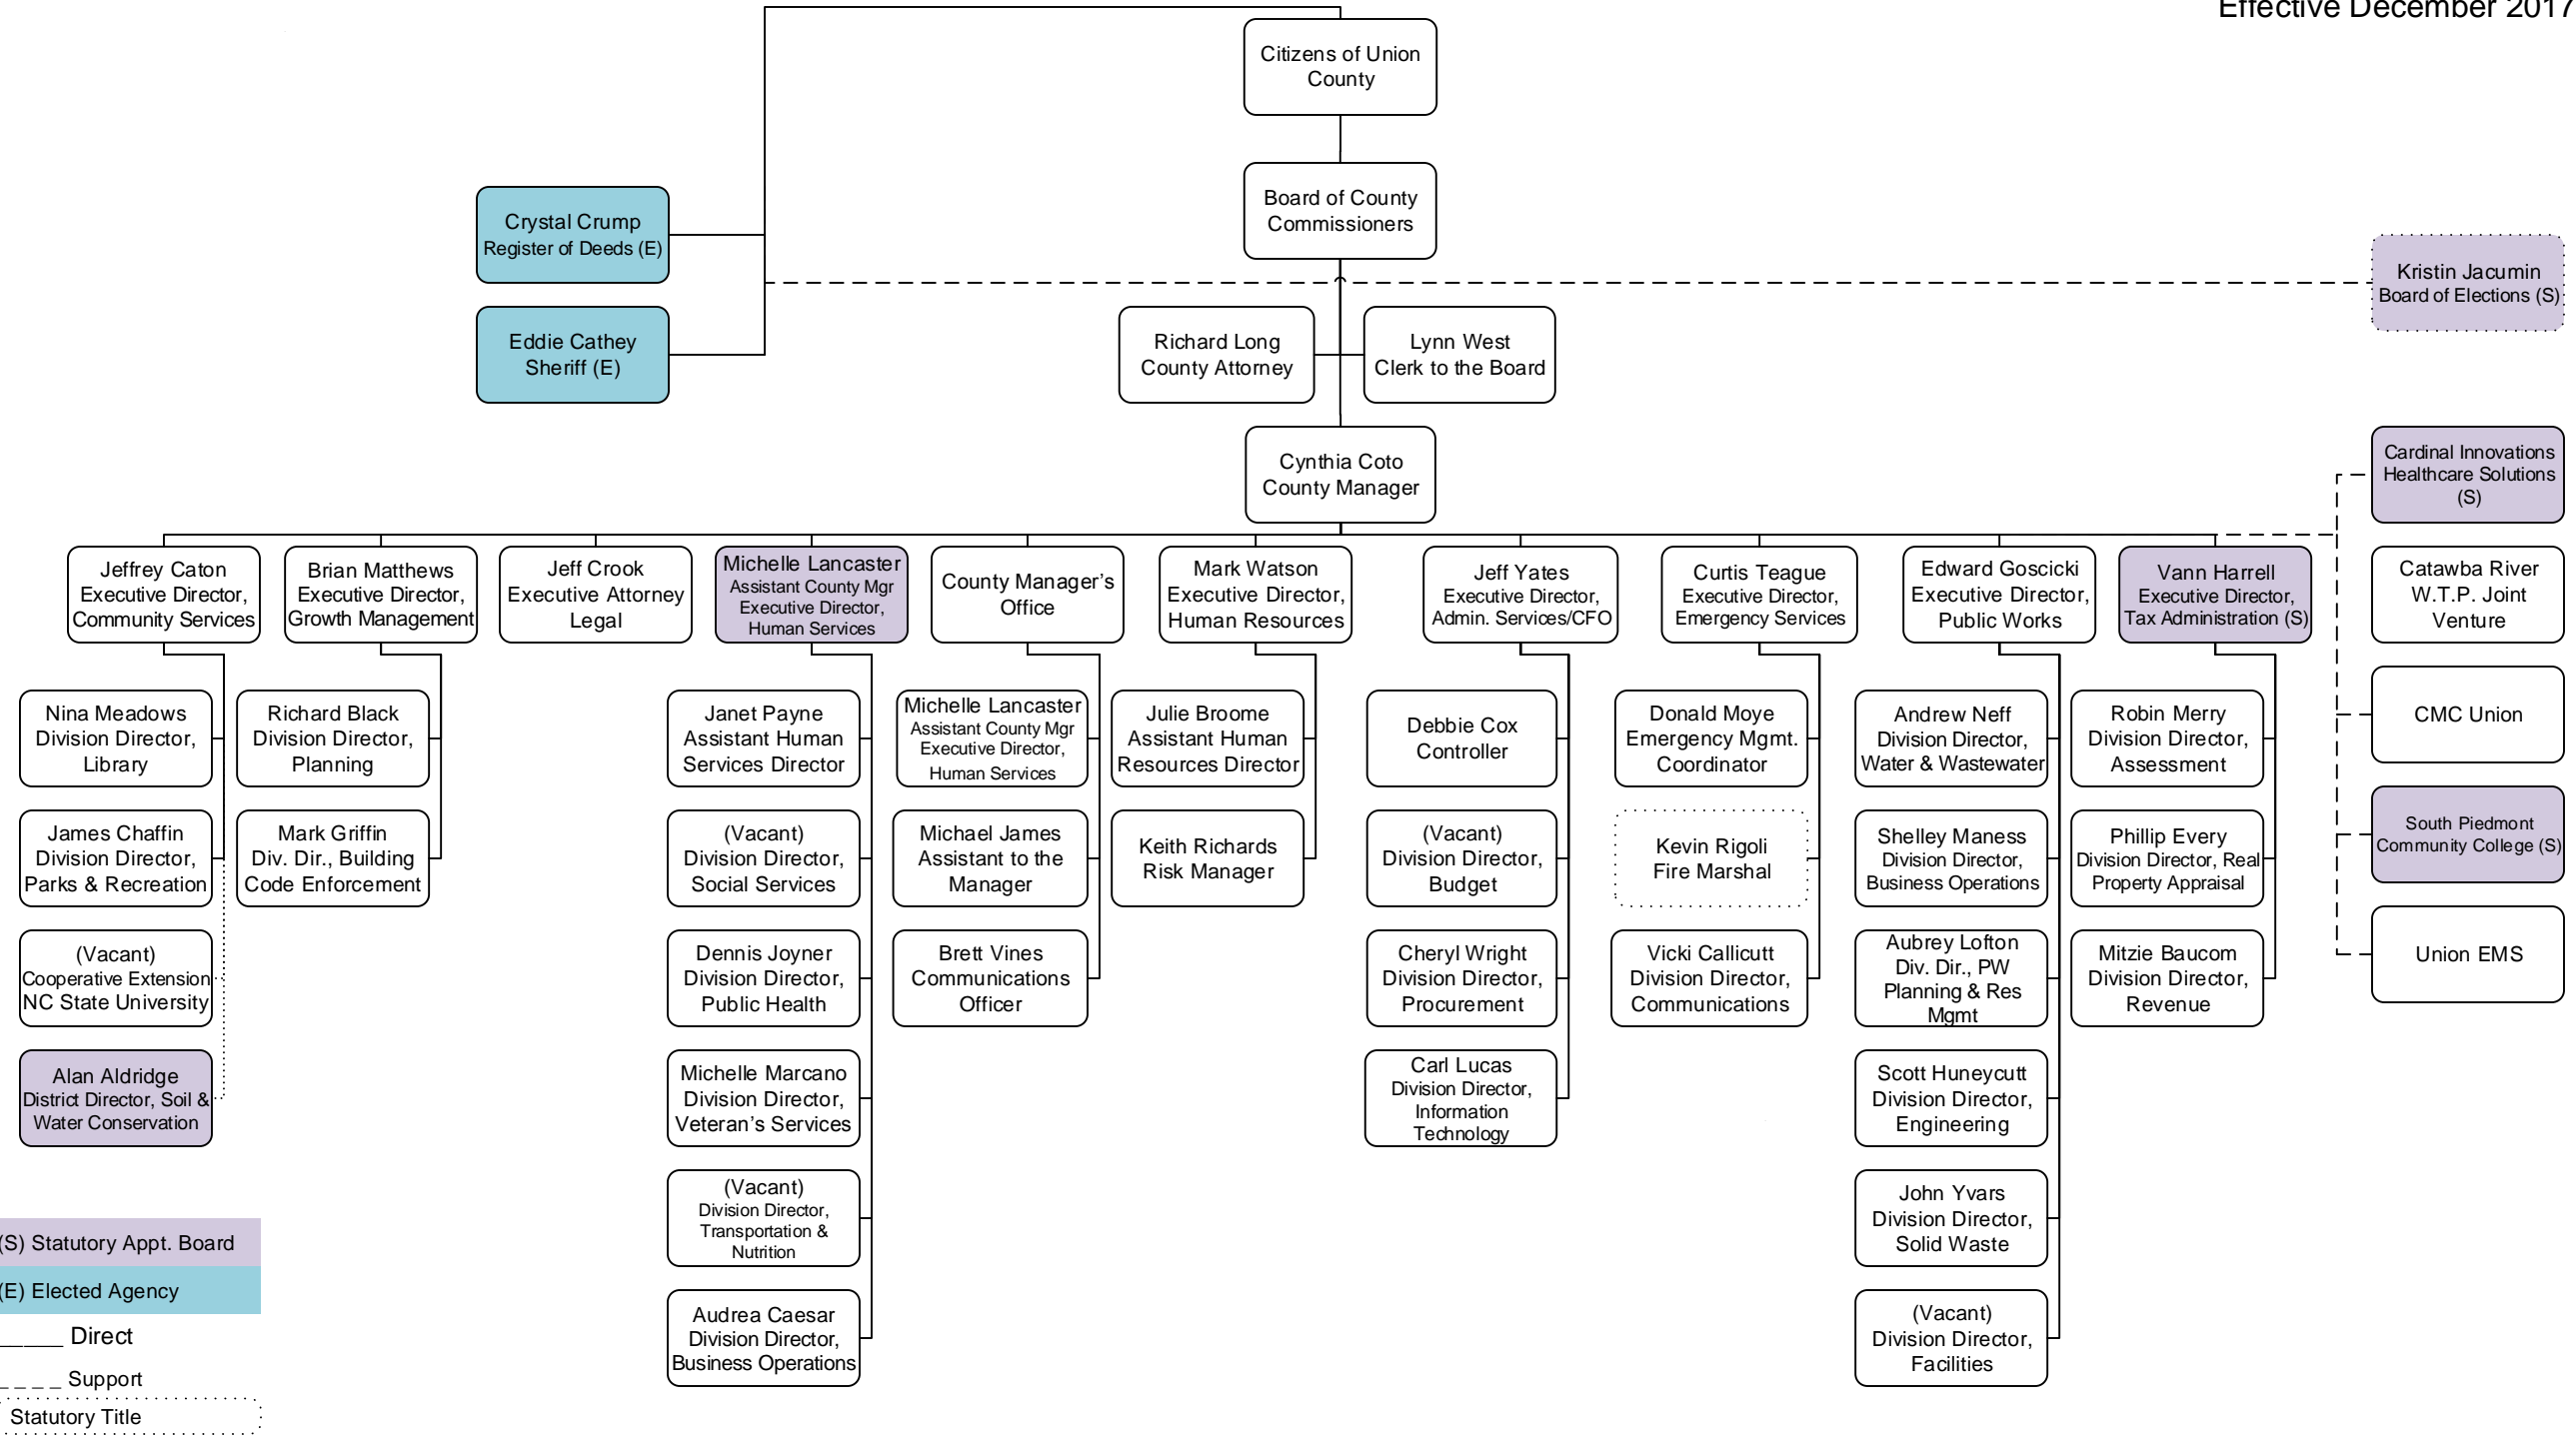 Effective December 2017
Citizens of Union
County
Board of County
Commissioners
Crystal Crump
Register of Deeds (E)
Kristin Jacumin
Board of Elections (S)
Eddie Cathey
Sheriff (E)
Richard Long
County Attorney
Lynn West
Clerk to the Board
Cynthia Coto
County Manager
Cardinal Innovations
Healthcare Solutions
(S)
Catawba River
W.T.P. Joint
Venture
CMC Union
South Piedmont
Community College (S)
Union EMS
Jeffrey Caton
Executive Director,
Community Services
Brian Matthews
Executive Director,
Growth Management
Jeff Crook
Executive Attorney
Legal
Michelle Lancaster
Assistant County Mgr
Executive Director,
Human Services
County Manager’s
Office
Mark Watson
Executive Director,
Human Resources
Jeff Yates
Executive Director,
Admin. Services/CFO
Curtis Teague
Executive Director,
Emergency Services
Edward Goscicki
Executive Director,
Public Works
Vann Harrell
Executive Director,
Tax Administration (S)
Nina Meadows
Division Director,
Library
James Chaffin
Division Director,
Parks & Recreation
(Vacant)
Cooperative Extension
NC State University
Alan Aldridge
District Director, Soil &
Water Conservation
Richard Black
Division Director,
Planning
Mark Griffin
Div. Dir., Building
Code Enforcement
Janet Payne
Assistant Human
Services Director
(Vacant)
Division Director,
Social Services
Dennis Joyner
Division Director,
Public Health
Michelle Marcano
Division Director,
Veteran’s Services
(Vacant)
Division Director,
Transportation &
Nutrition
Audrea Caesar
Division Director,
Business Operations
Michelle Lancaster
Assistant County Mgr
Executive Director,
Human Services
Michael James
Assistant to the
Manager
Brett Vines
Communications
Officer
Julie Broome
Assistant Human
Resources Director
Keith Richards
Risk Manager
Debbie Cox
Controller
(Vacant)
Division Director,
Budget
Cheryl Wright
Division Director,
Procurement
Carl Lucas
Division Director,
Information
Technology
Donald Moye
Emergency Mgmt.
Coordinator
Kevin Rigoli
Fire Marshal
Vicki Callicutt
Division Director,
Communications
Andrew Neff
Division Director,
Water & Wastewater
Shelley Maness
Division Director,
Business Operations
Aubrey Lofton
Div. Dir., PW
Planning & Res
Mgmt
Scott Huneycutt
Division Director,
Engineering
John Yvars
Division Director,
Solid Waste
(Vacant)
Division Director,
Facilities
Robin Merry
Division Director,
Assessment
Phillip Every
Division Director, Real
Property Appraisal
Mitzie Baucom
Division Director,
Revenue
(S) Statutory Appt. Board
(E) Elected Agency
Direct
Support
Statutory Title